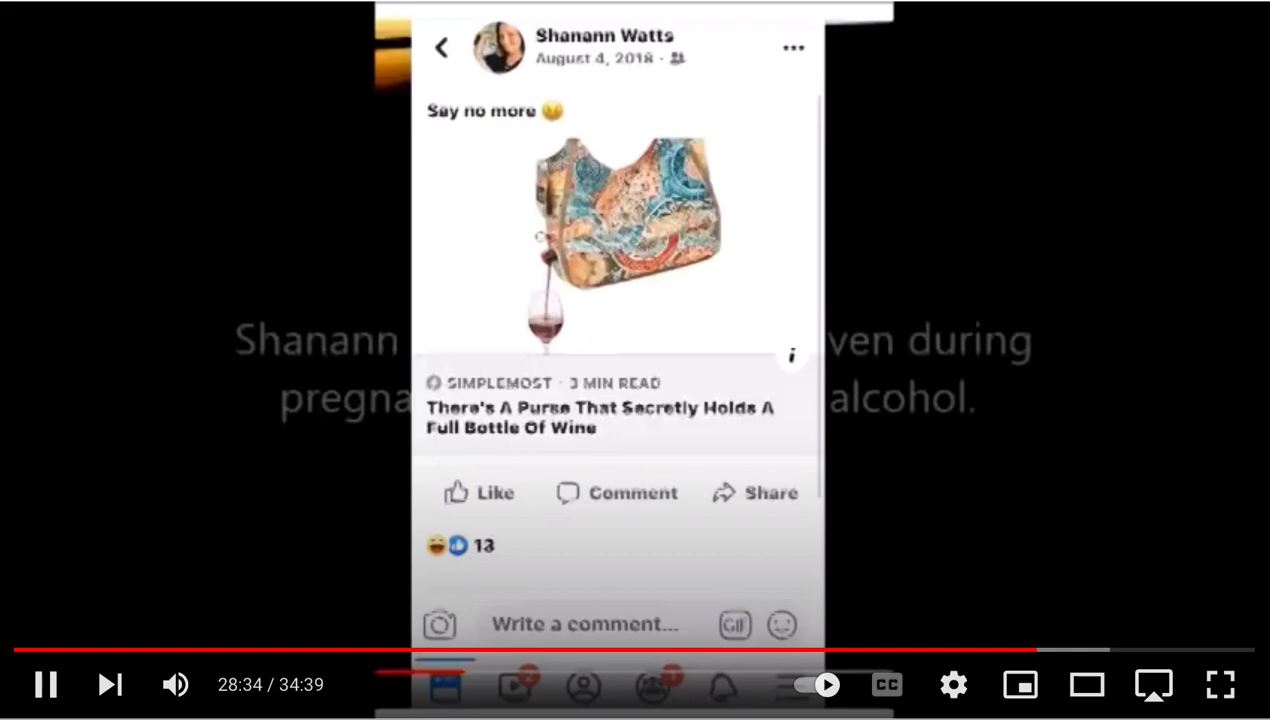 Shanann Watts
August 4, 2018 ·
Say no more
Shanann
ven during
pregna
alcohol.
i
SIMPLEMOST · 3 MIN READ
There's A Purse That Secretly Holds A
Full Bottle Of Wine
Like Comment Share
13
Write a comment... GIF
28:34 / 34:39 CC